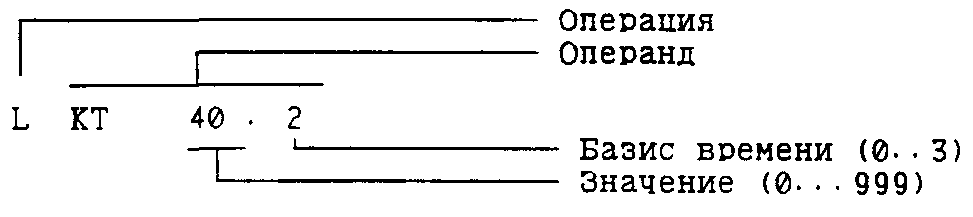 Операция
Операнд
L KT 40 . 2
Базис времени (0..3)
Значение (0...999)